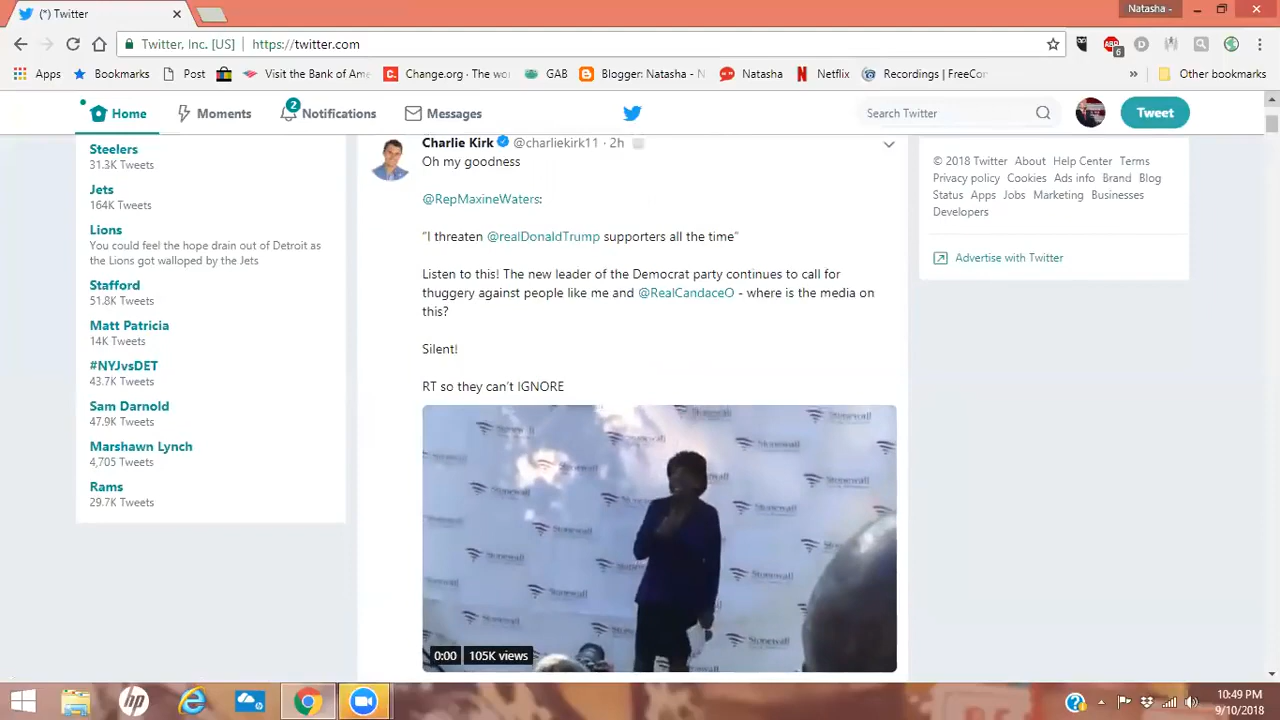 (*) Twitter
Natasha -
Twitter, Inc. [US] https://twitter.com
6
Apps Bookmarks Post Visit the Bank of Ame Change.org - The wo GAB Blogger: Natasha - N Natasha Netflix Recordings | FreeCon » Other bookmarks
Home Moments 2 Notifications Messages Search Twitter Tweet
Steelers
31.3K Tweets
Jets
164K Tweets
Lions
You could feel the hope drain out of Detroit as
the Lions got walloped by the Jets
Stafford
51.8K Tweets
Matt Patricia
14K Tweets
#NYJvsDET
43.7K Tweets
Sam Darnold
47.9K Tweets
Marshawn Lynch
4,705 Tweets
Rams
29.7K Tweets
Charlie Kirk @charliekirk11 · 2h
Oh my goodness
@RepMaxineWaters:
"I threaten @realDonaldTrump supporters all the time"
Listen to this! The new leader of the Democrat party continues to call for
thuggery against people like me and @RealCandaceO - where is the media on
this?
Silent!
RT so they can't IGNORE
Stonewall
0:00 105K views
© 2018 Twitter About Help Center Terms
Privacy policy Cookies Ads info Brand Blog
Status Apps Jobs Marketing Businesses
Developers
Advertise with Twitter
hp
10:49 PM
9/10/2018